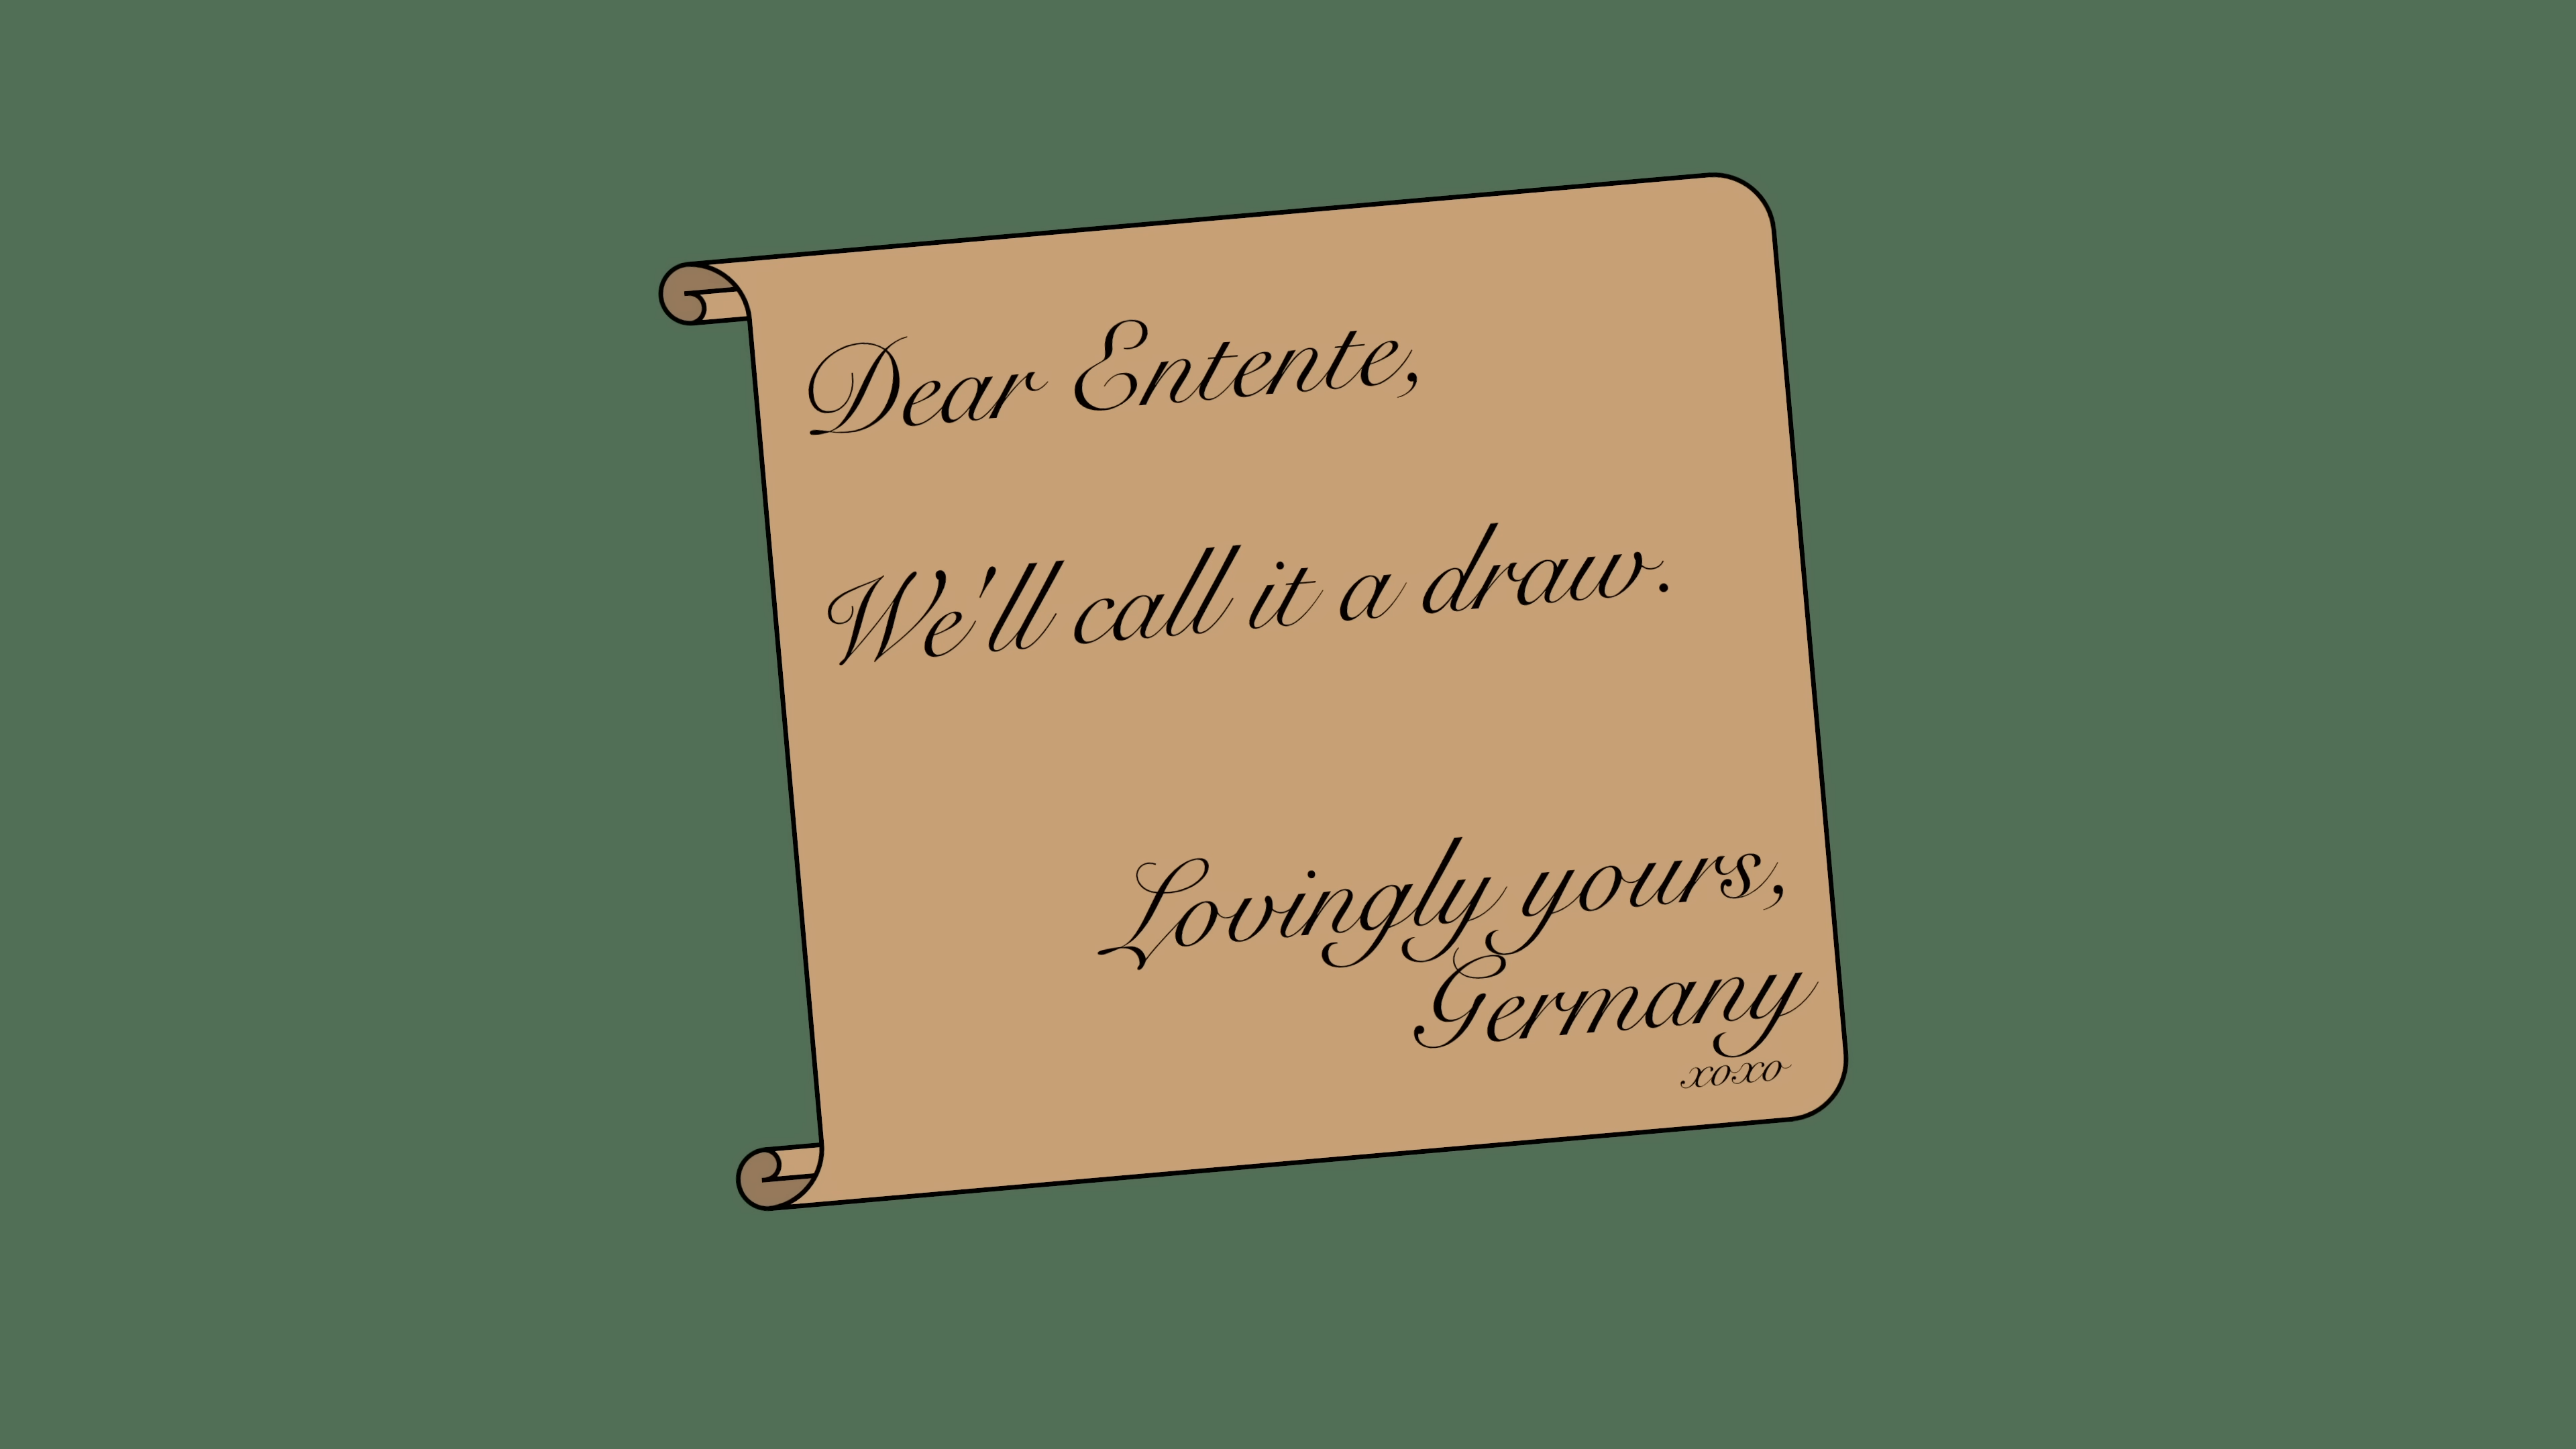 Dear Entente,
We'll call it a draw.
Lovingly yours,
Germany
xoxo